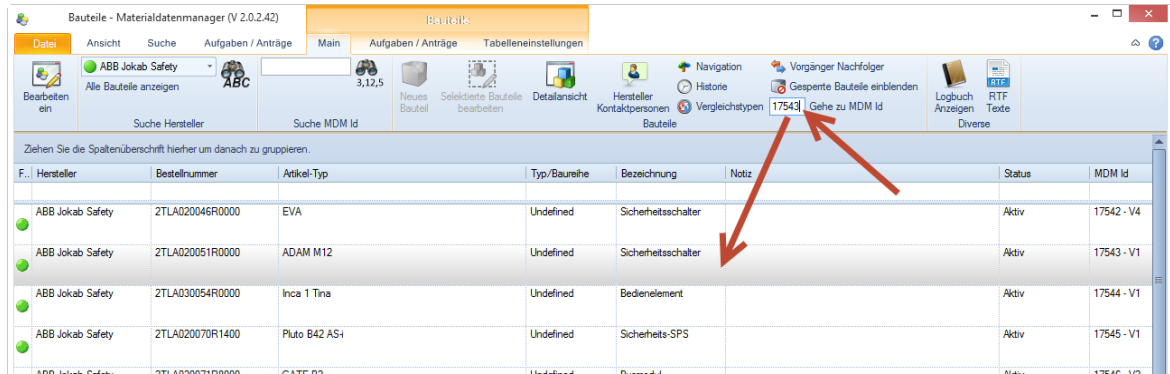 Bauteile - Materialdatenmanager (V 2.0.2.42)
Bauteile
Datei Ansicht Suche Aufgaben / Anträge Main Aufgaben / Anträge Tabelleneinstellungen
Bearbeiten ein
ABB Jokab Safety
Alle Bauteile anzeigen
ABC
Suche Hersteller
3,12,5
Suche MDM Id
Neues Bauteil
Selektierte Bauteile bearbeiten
Detailansicht
Hersteller Kontaktpersonen
Navigation
Historie
Vergleichstypen
Vorgänger Nachfolger
Gesperrte Bauteile einblenden
17543 Gehe zu MDM Id
Bauteile
Logbuch Anzeigen
RTF
RTF Texte
Diverse
Ziehen Sie die Spaltenüberschrift hierher um danach zu gruppieren.
F.. Hersteller Bestellnummer Artikel-Typ Typ/Baureihe Bezeichnung Notiz Status MDM Id
ABB Jokab Safety 2TLA020046R0000 EVA Undefined Sicherheitsschalter Aktiv 17542 - V4
ABB Jokab Safety 2TLA020051R0000 ADAM M12 Undefined Sicherheitsschalter Aktiv 17543 - V1
ABB Jokab Safety 2TLA030054R0000 Inca 1 Tina Undefined Bedienelement Aktiv 17544 - V1
ABB Jokab Safety 2TLA020070R1400 Pluto B42 AS-i Undefined Sicherheits-SPS Aktiv 17545 - V1